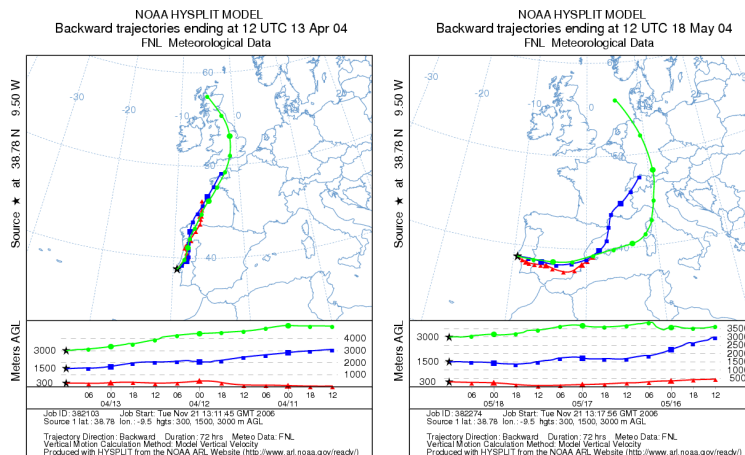 NOAA HYSPLIT MODEL
Backward trajectories ending at 12 UTC 13 Apr 04
FNL Meteorological Data
Source ★ at 38.78 N 9.50 W
-30
-20
-10
0
60
40
Meters AGL
3000
1500
300
4000
3000
2000
1000
06 00 18 12 06 00 18 12 06 00 18 12
04/13 04/12 04/11
Job ID: 382103 Job Start: Tue Nov 21 13:11:45 GMT 2006
Source 1 lat.: 38.78 lon.: -9.5 hgts: 300, 1500, 3000 m AGL
Trajectory Direction: Backward Duration: 72 hrs Meteo Data: FNL
Vertical Motion Calculation Method: Model Vertical Velocity
Produced with HYSPLIT from the NOAA ARL Website (http://www.arl.noaa.gov/ready/)
NOAA HYSPLIT MODEL
Backward trajectories ending at 12 UTC 18 May 04
FNL Meteorological Data
Source ★ at 38.78 N 9.50 W
-30
-20
-10
0
60
Meters AGL
3000
1500
300
3500
3000
2500
2000
1500
1000
500
06 00 18 12 06 00 18 12 06 00 18 12
05/18 05/17 05/16
Job ID: 382274 Job Start: Tue Nov 21 13:17:56 GMT 2006
Source 1 lat.: 38.78 lon.: -9.5 hgts: 300, 1500, 3000 m AGL
Trajectory Direction: Backward Duration: 72 hrs Meteo Data: FNL
Vertical Motion Calculation Method: Model Vertical Velocity
Produced with HYSPLIT from the NOAA ARL Website (http://www.arl.noaa.gov/ready/)